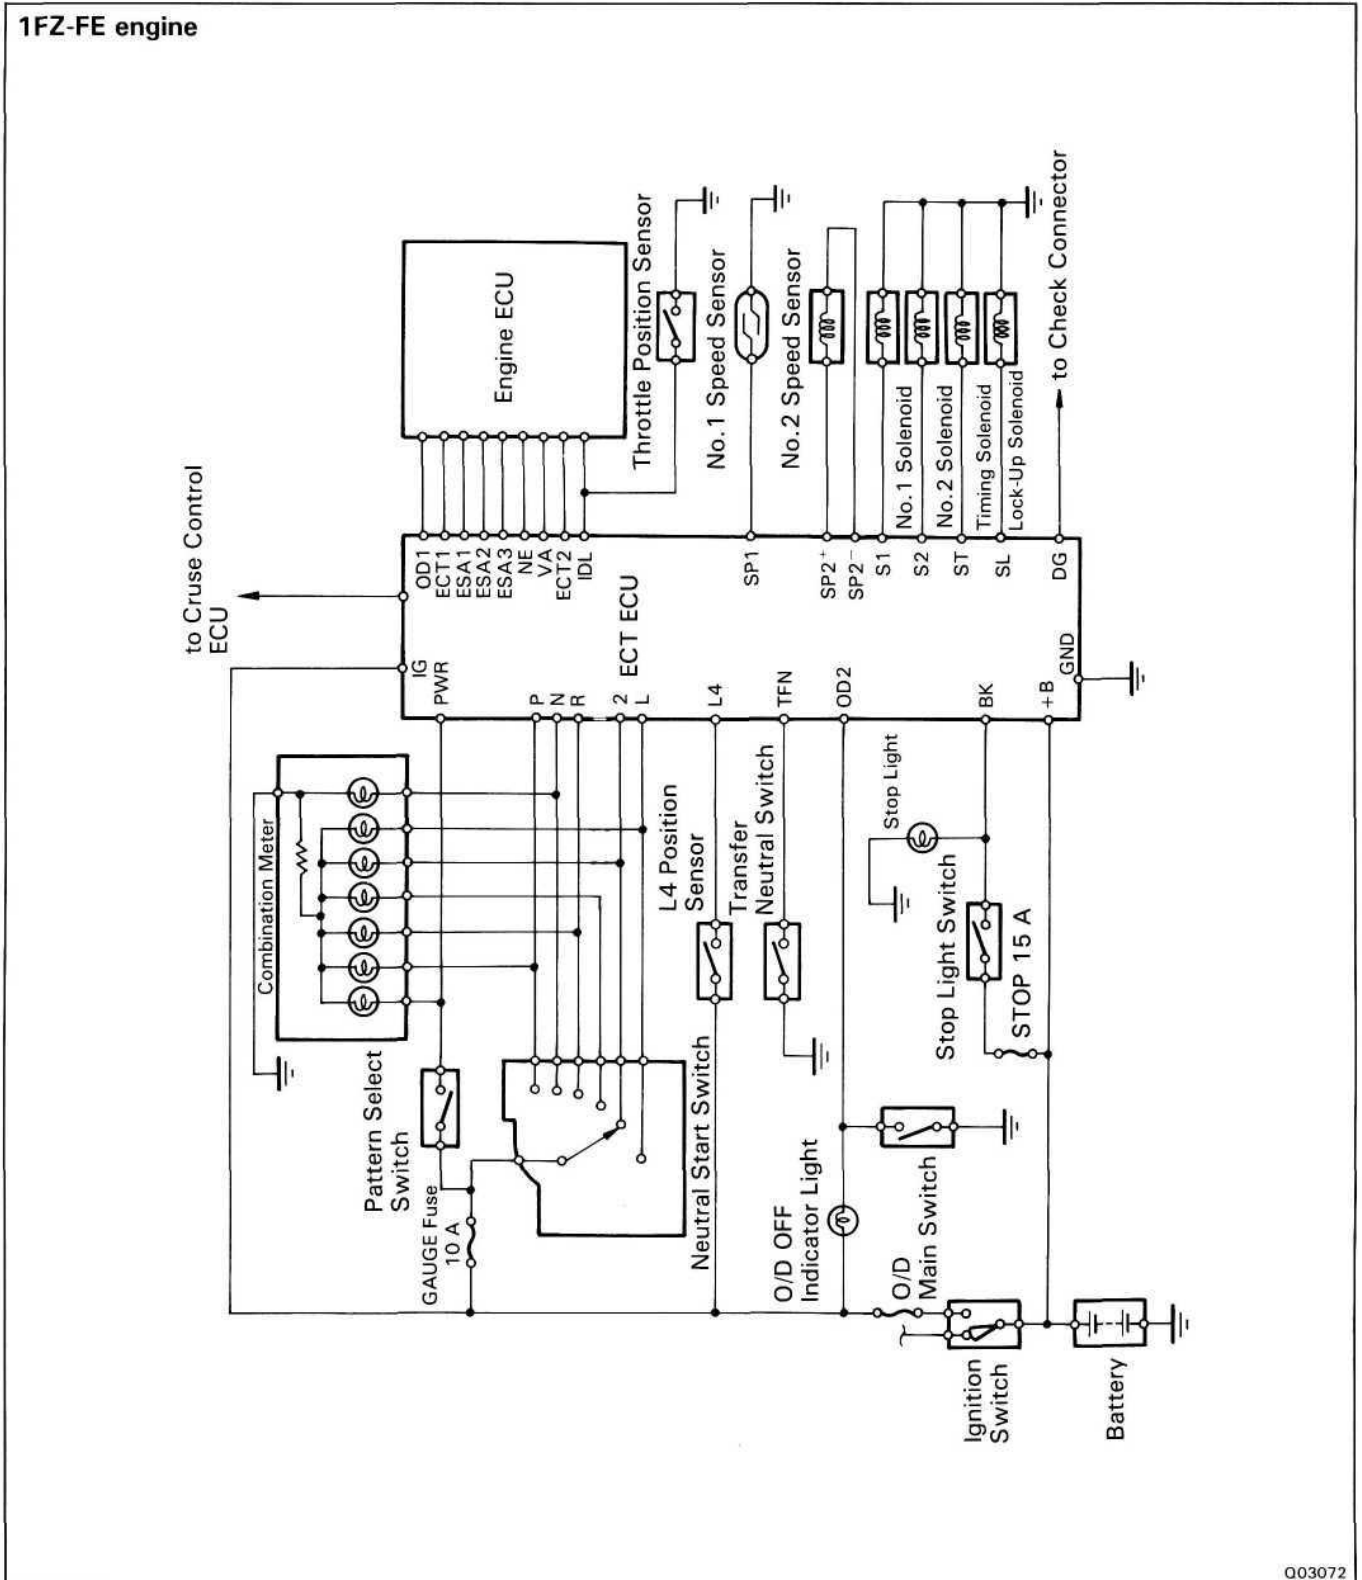 1FZ-FE engine
to Cruse Control
ECU
Engine ECU
Throttle Position Sensor
No.1 Speed Sensor
No.2 Speed Sensor
No.1 Solenoid
No.2 Solenoid
Timing Solenoid
Lock-Up Solenoid
to Check Connector
OD1
ECT1
ESA1
ESA2
ESA3
NE
VA
ECT2
IDL
SP1
SP2+
SP2−
S1
S2
ST
SL
DG
ECT ECU
IG
PWR
P
N
R
2
L
L4
TFN
OD2
BK
+B
GND
Combination Meter
L4 Position
Sensor
Transfer
Neutral Switch
Stop Light
Stop Light Switch
STOP 15 A
Pattern Select
Switch
GAUGE Fuse
10 A
Neutral Start Switch
O/D OFF
Indicator Light
O/D
Main Switch
Ignition
Switch
Battery
Q03072